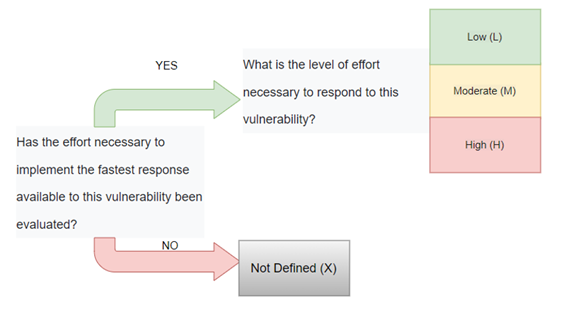 Has the effort necessary to
implement the fastest response
available to this vulnerability been
evaluated?
YES
What is the level of effort
necessary to respond to this
vulnerability?
Low (L)
Moderate (M)
High (H)
NO
Not Defined (X)